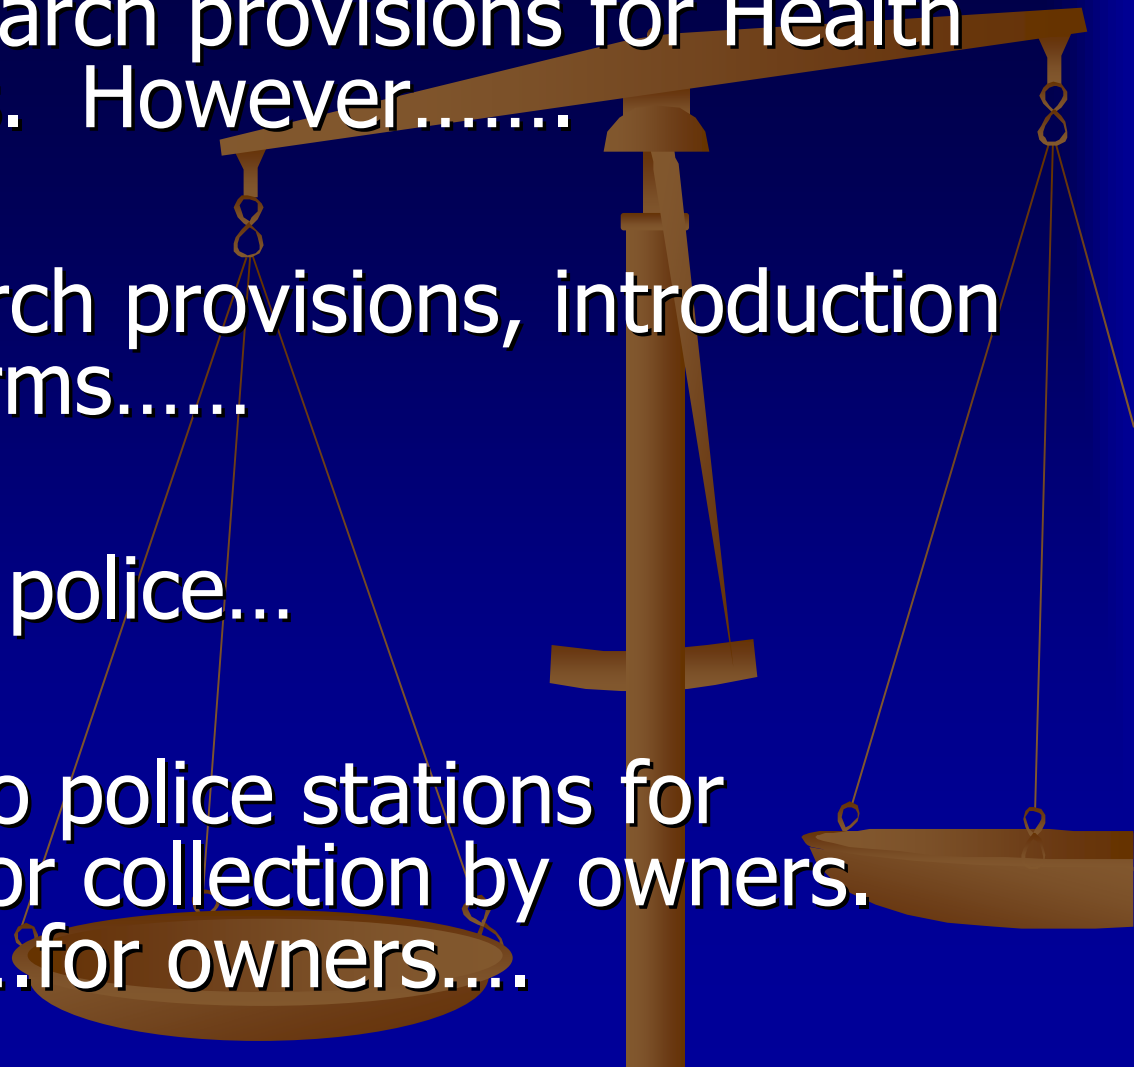 arch provisions for Health
. However…….
rch provisions, introduction
rms……
police…
o police stations for
or collection by owners.
..for owners….